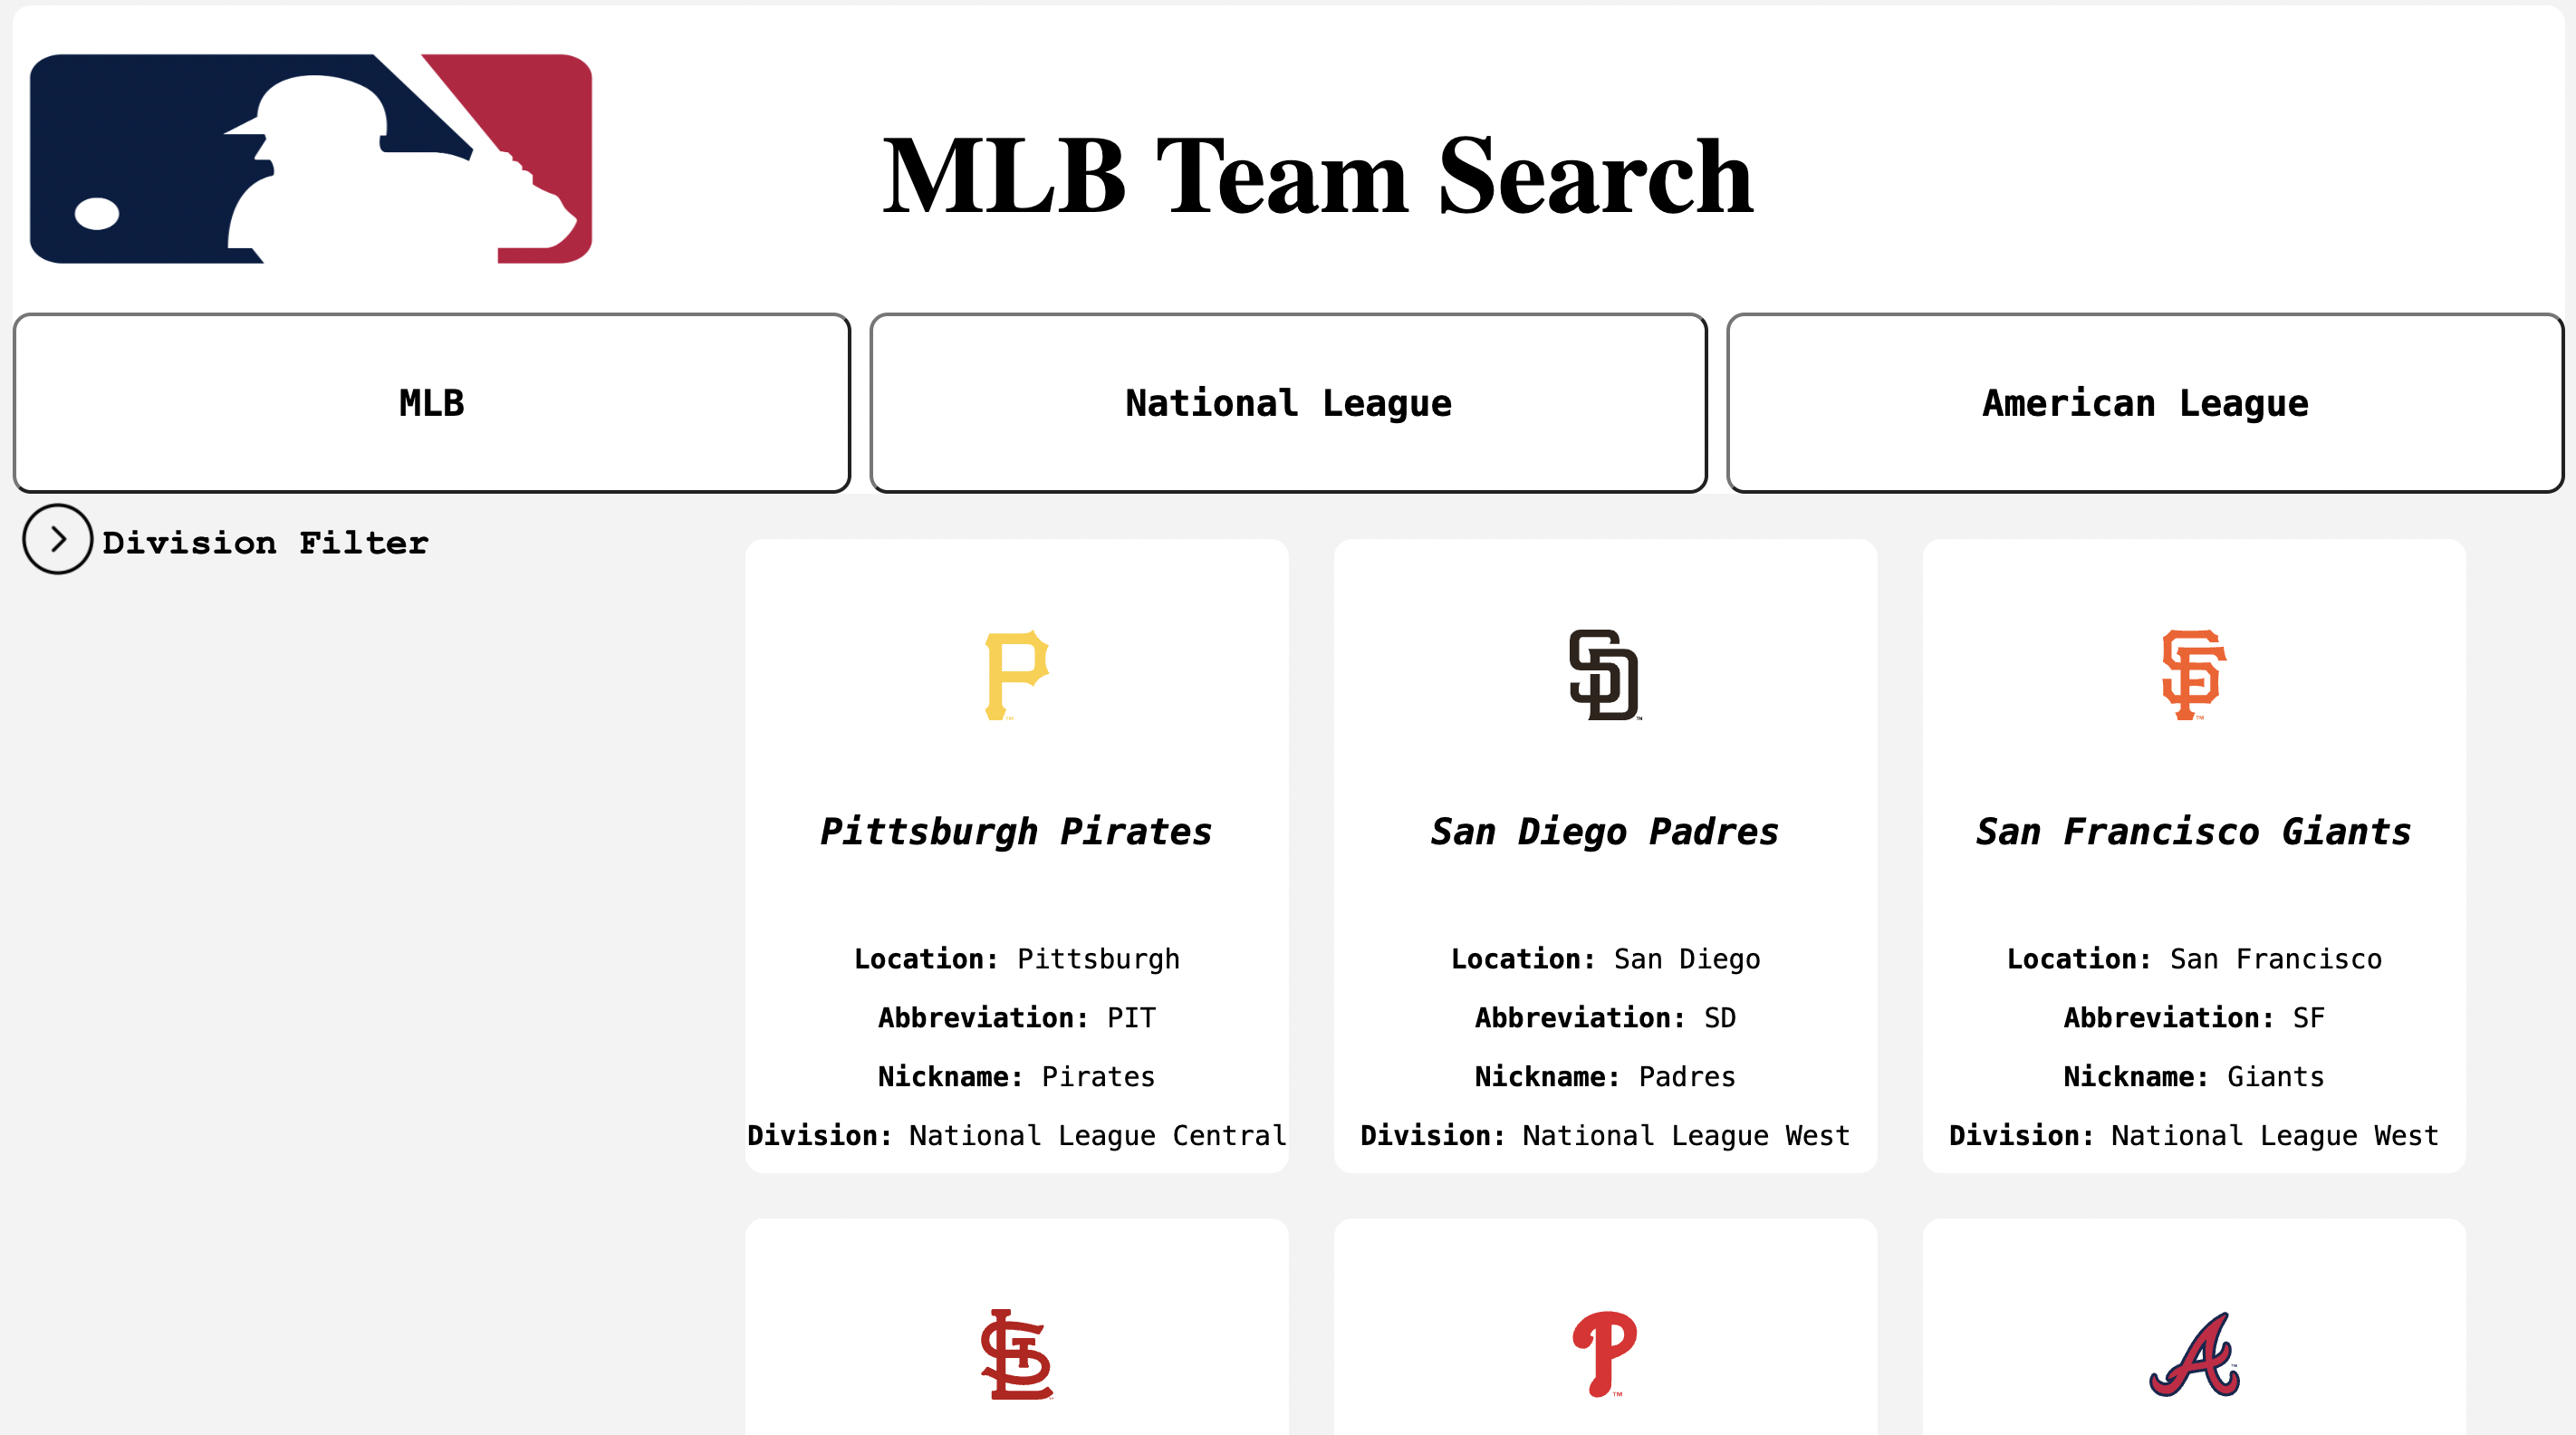 MLB Team Search
MLB
National League
American League
Division Filter
Pittsburgh Pirates
Location: Pittsburgh
Abbreviation: PIT
Nickname: Pirates
Division: National League Central
San Diego Padres
Location: San Diego
Abbreviation: SD
Nickname: Padres
Division: National League West
San Francisco Giants
Location: San Francisco
Abbreviation: SF
Nickname: Giants
Division: National League West